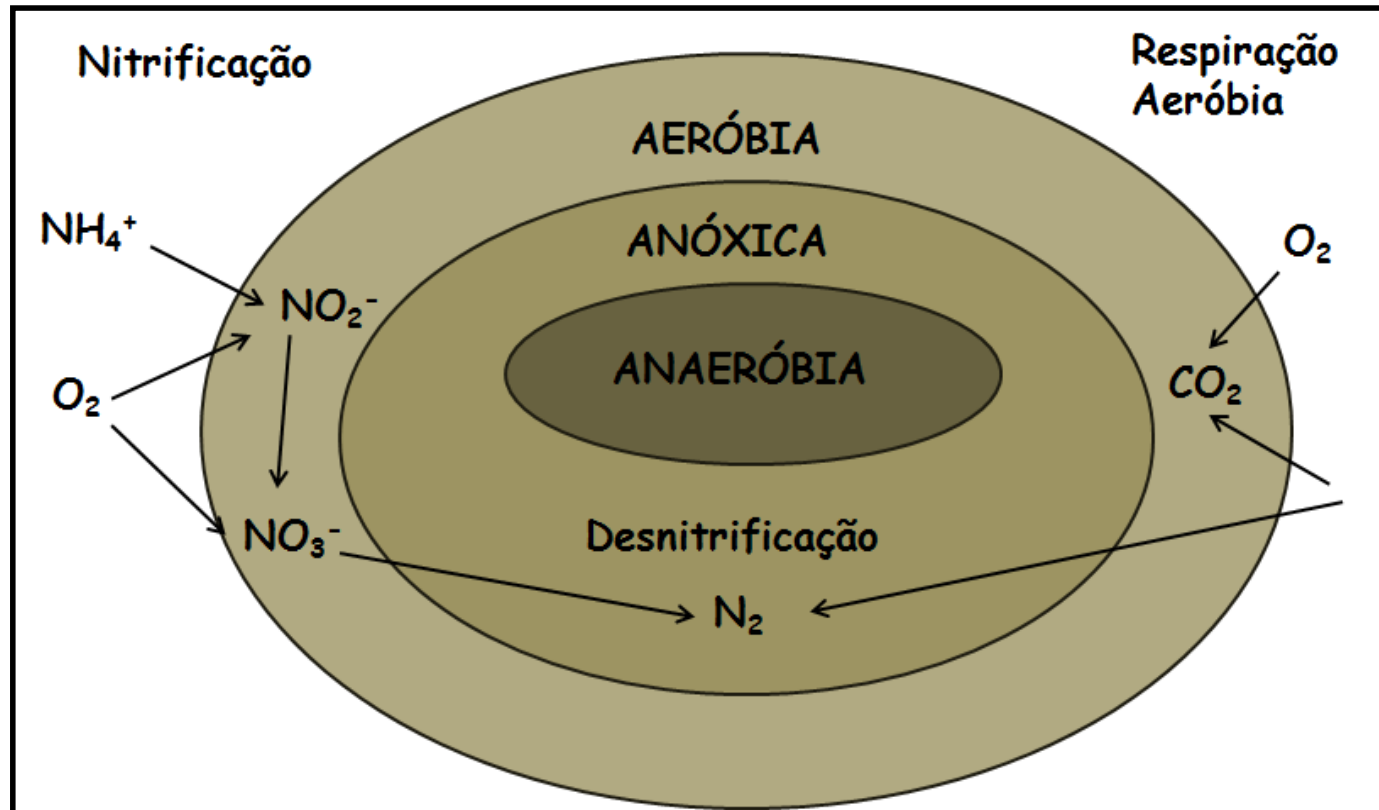 Nitrificação
Respiração
Aeróbia
AERÓBIA
NH₄⁺
ANÓXICA
O₂
NO₂⁻
ANAERÓBIA
O₂
CO₂
NO₃⁻
Desnitrificação
N₂